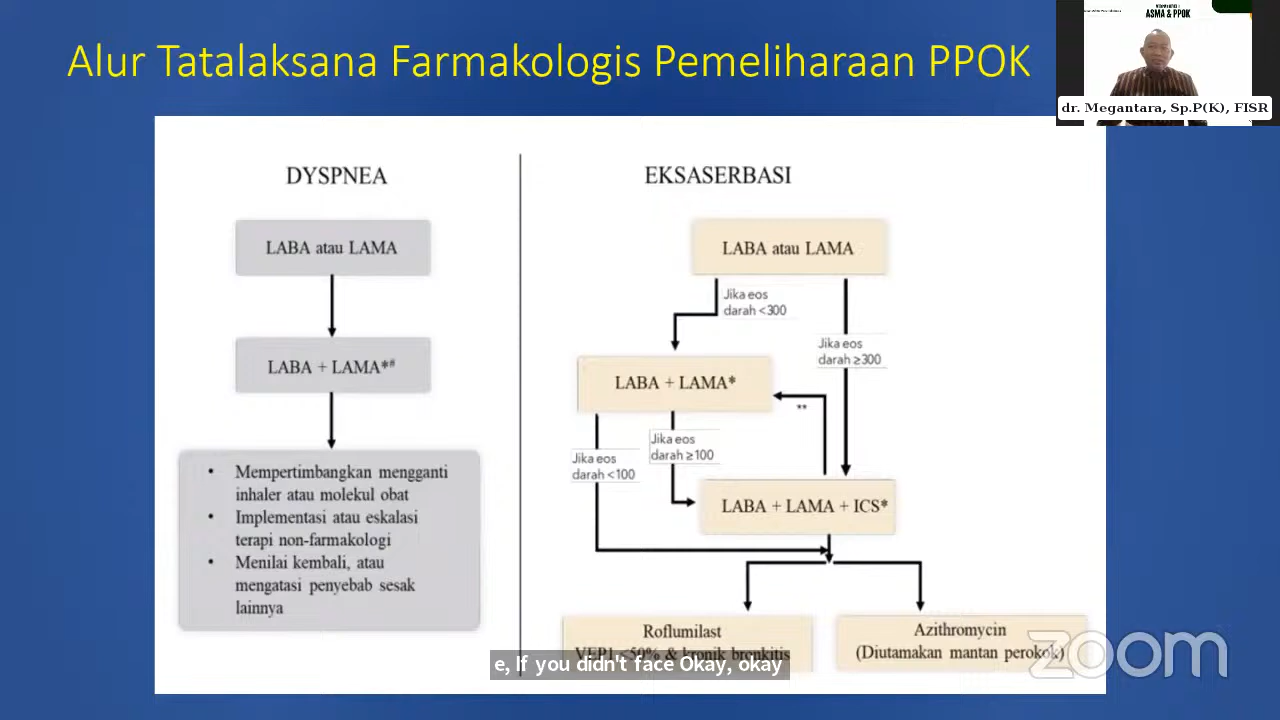 Alur Tatalaksana Farmakologis Pemeliharaan PPOK
ASMA & PPOK
dr. Megantara, Sp.P(K), FISR
DYSPNEA
LABA atau LAMA
LABA + LAMA*#
• Mempertimbangkan mengganti
inhaler atau molekul obat
• Implementasi atau eskalasi
terapi non-farmakologi
• Menilai kembali, atau
mengatasi penyebab sesak
lainnya
EKSASERBASI
LABA atau LAMA
Jika eos
darah <300
Jika eos
darah ≥300
LABA + LAMA*
**
Jika eos
darah <100
Jika eos
darah ≥100
LABA + LAMA + ICS*
Roflumilast
VEP1 <50% & kronik bronkitis
Azithromycin
(Diutamakan mantan perokok)
e, If you didn't face Okay, okay
zoom